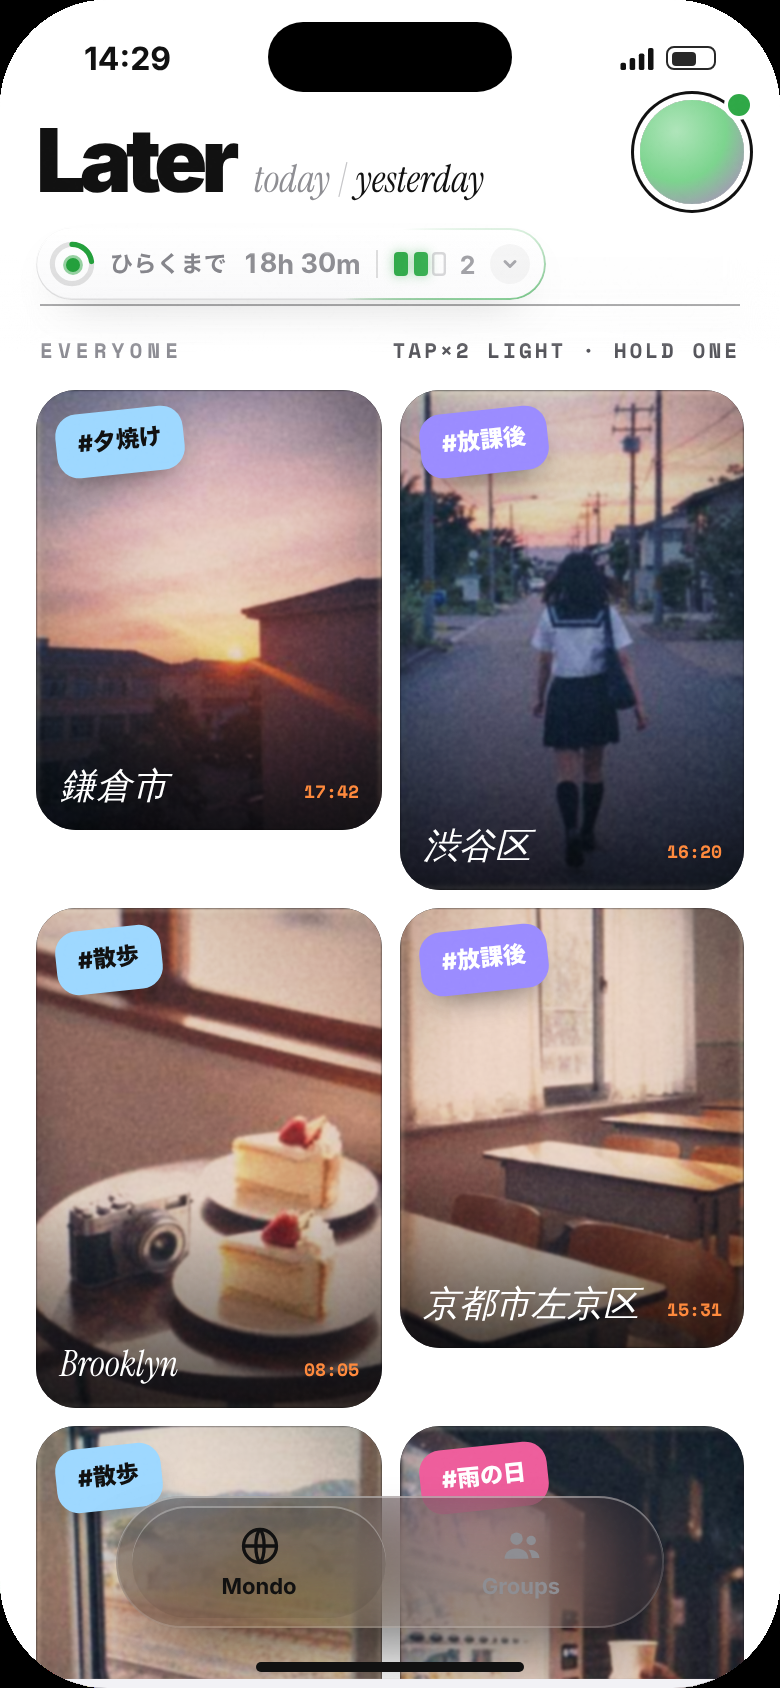 14:29
Later today / yesterday
ひらくまで 18h 30m 2
EVERYONE TAP×2 LIGHT · HOLD ONE
#夕焼け
鎌倉市 17:42
#放課後
渋谷区 16:20
#散歩
Brooklyn 08:05
#放課後
京都市左京区 15:31
#散歩
#雨の日
Mondo Groups